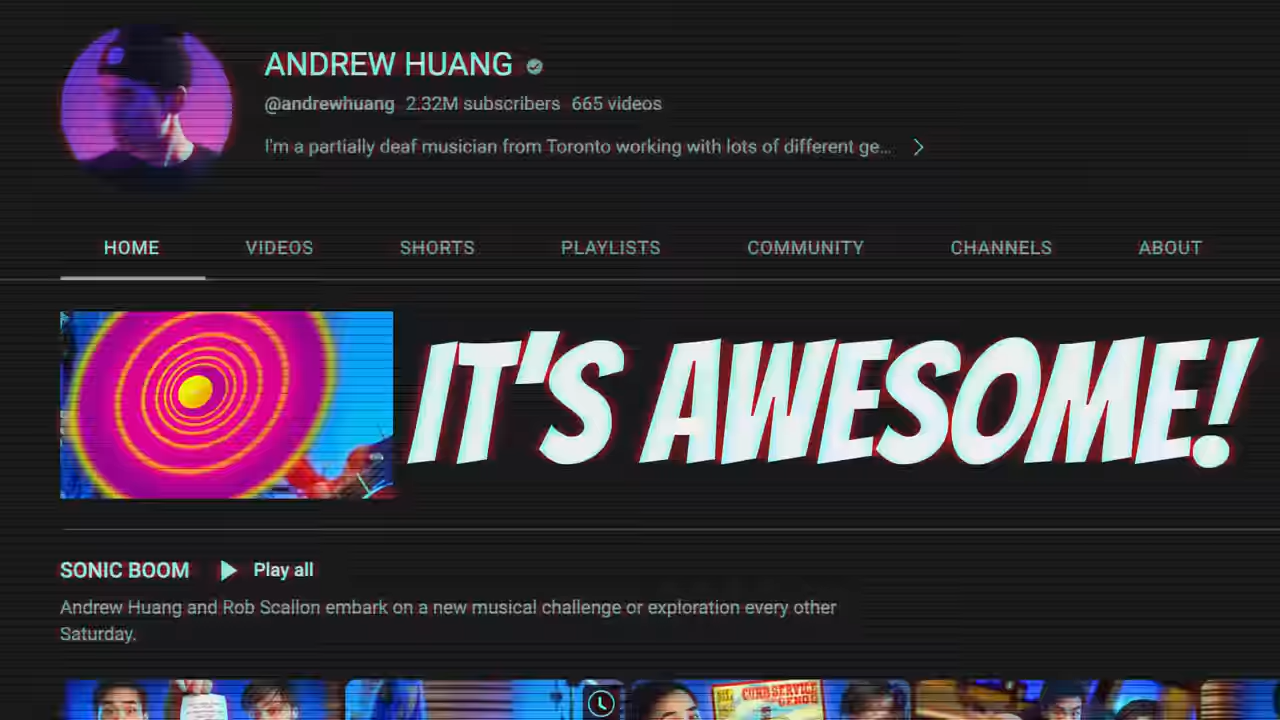 ANDREW HUANG
@andrewhuang 2.32M subscribers 665 videos
I'm a partially deaf musician from Toronto working with lots of different ge...
HOME VIDEOS SHORTS PLAYLISTS COMMUNITY CHANNELS ABOUT
IT'S AWESOME!
SONIC BOOM Play all
Andrew Huang and Rob Scallon embark on a new musical challenge or exploration every other
Saturday.
CURB SERVICE